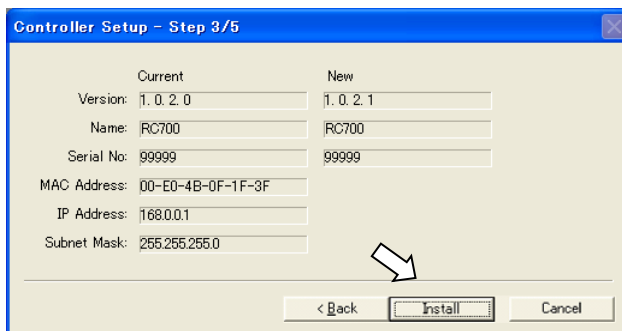 Controller Setup - Step 3/5
Current New
Version: 1. 0. 2. 0 1. 0. 2. 1
Name: RC700 RC700
Serial No: 99999 99999
MAC Address: 00-E0-4B-0F-1F-3F
IP Address: 168.0.0.1
Subnet Mask: 255.255.255.0
< Back Install Cancel